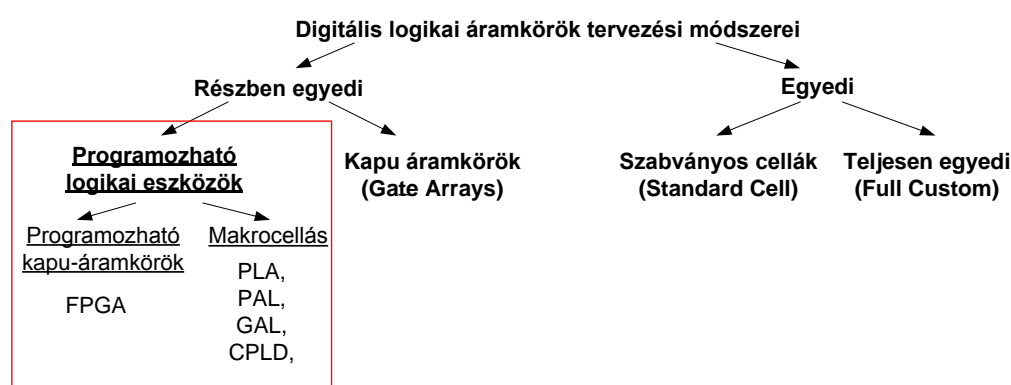 Digitális logikai áramkörök tervezési módszerei
Részben egyedi
Egyedi
Programozható
logikai eszközök
Kapu áramkörök
(Gate Arrays)
Szabványos cellák
(Standard Cell)
Teljesen egyedi
(Full Custom)
Programozható
kapu-áramkörök
FPGA
Makrocellás
PLA,
PAL,
GAL,
CPLD,